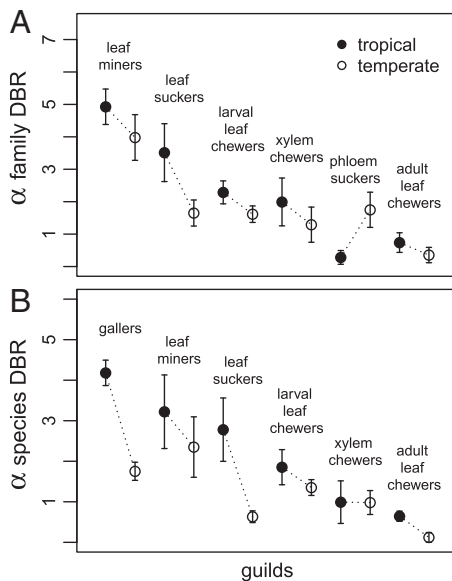 A
7
5
3
1
α family DBR
leaf
miners
leaf
suckers
larval
leaf
chewers
xylem
chewers
phloem
suckers
adult
leaf
chewers
tropical
temperate
B
5
3
1
α species DBR
gallers
leaf
miners
leaf
suckers
larval
leaf
chewers
xylem
chewers
adult
leaf
chewers
guilds